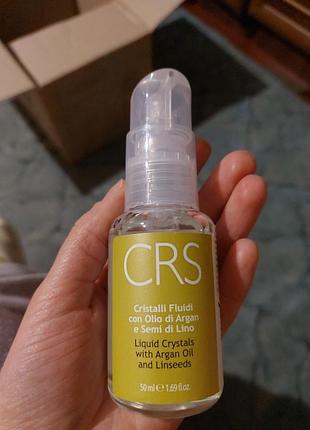 CRS
Cristalli Fluidi
con Olio di Argan
e Semi di Lino
Liquid Crystals
with Argan Oil
and Linseeds
50 ml ℮ 1.69 fl.oz.